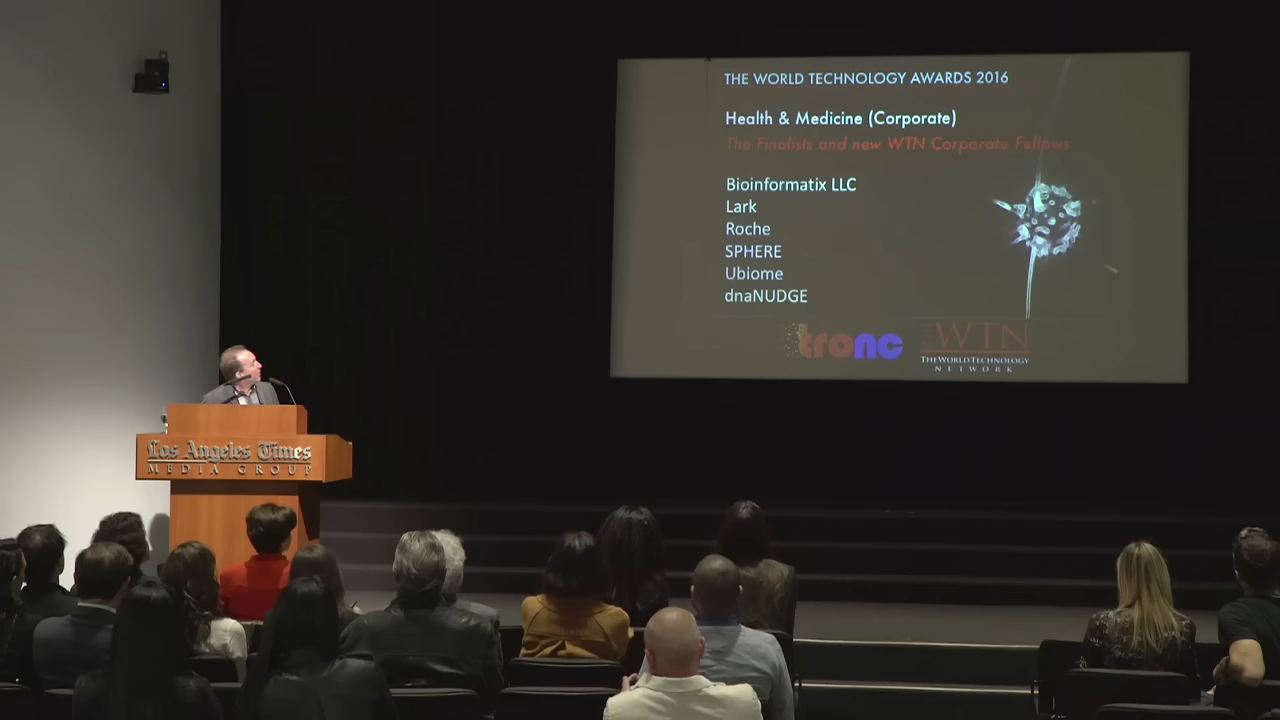 THE WORLD TECHNOLOGY AWARDS 2016
Health & Medicine (Corporate)
The Finalists and new WTN Corporate Fellows
Bioinformatix LLC
Lark
Roche
SPHERE
Ubiome
dnaNUDGE
tronc
THE WTN
THE WORLD TECHNOLOGY
NETWORK
Los Angeles Times
MEDIA GROUP